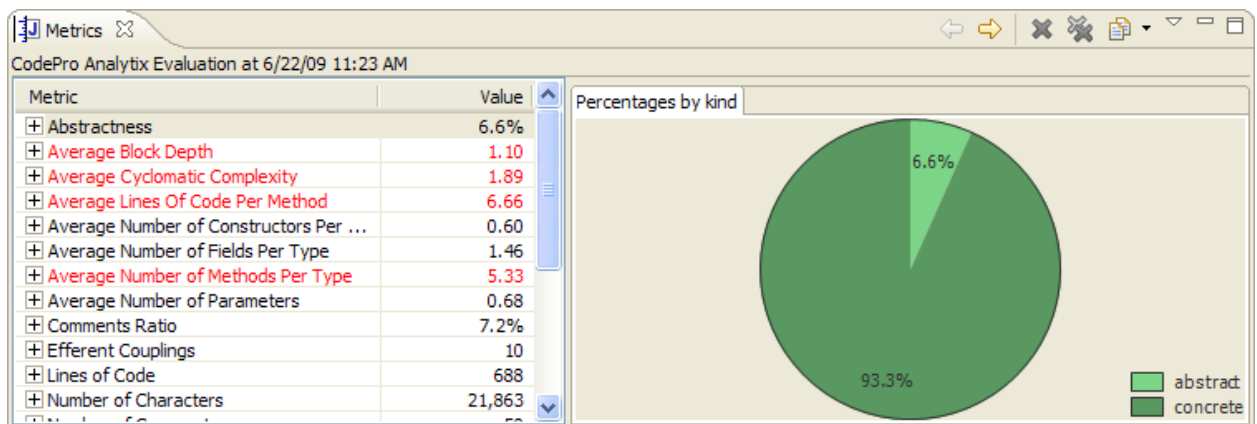 Metrics
CodePro Analytix Evaluation at 6/22/09 11:23 AM
Metric Value
Abstractness 6.6%
Average Block Depth 1.10
Average Cyclomatic Complexity 1.89
Average Lines Of Code Per Method 6.66
Average Number of Constructors Per ... 0.60
Average Number of Fields Per Type 1.46
Average Number of Methods Per Type 5.33
Average Number of Parameters 0.68
Comments Ratio 7.2%
Efferent Couplings 10
Lines of Code 688
Number of Characters 21,863
Percentages by kind
6.6%
93.3%
abstract
concrete